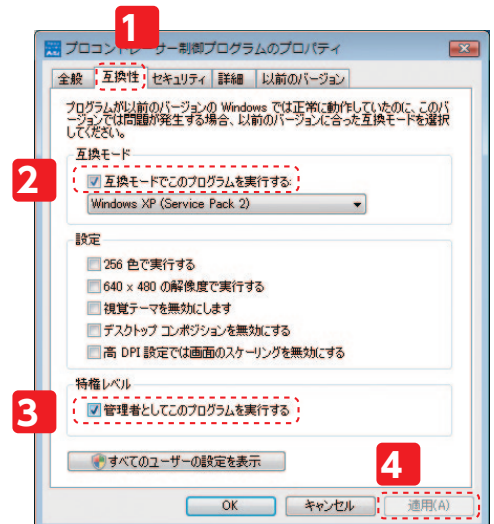 1
プロコントレーサー制御プログラムのプロパティ
全般 互換性 セキュリティ 詳細 以前のバージョン
プログラムが以前のバージョンの Windows では正常に動作していたのに、このバ
ージョンでは問題が発生する場合、以前のバージョンに合った互換モードを選択
してください。
互換モード
2
互換モードでこのプログラムを実行する:
Windows XP (Service Pack 2)
設定
256 色で実行する
640 x 480 の解像度で実行する
視覚テーマを無効にします
デスクトップ コンポジションを無効にする
高 DPI 設定では画面のスケーリングを無効にする
特権レベル
3
管理者としてこのプログラムを実行する
すべてのユーザーの設定を表示
4
OK キャンセル 適用(A)